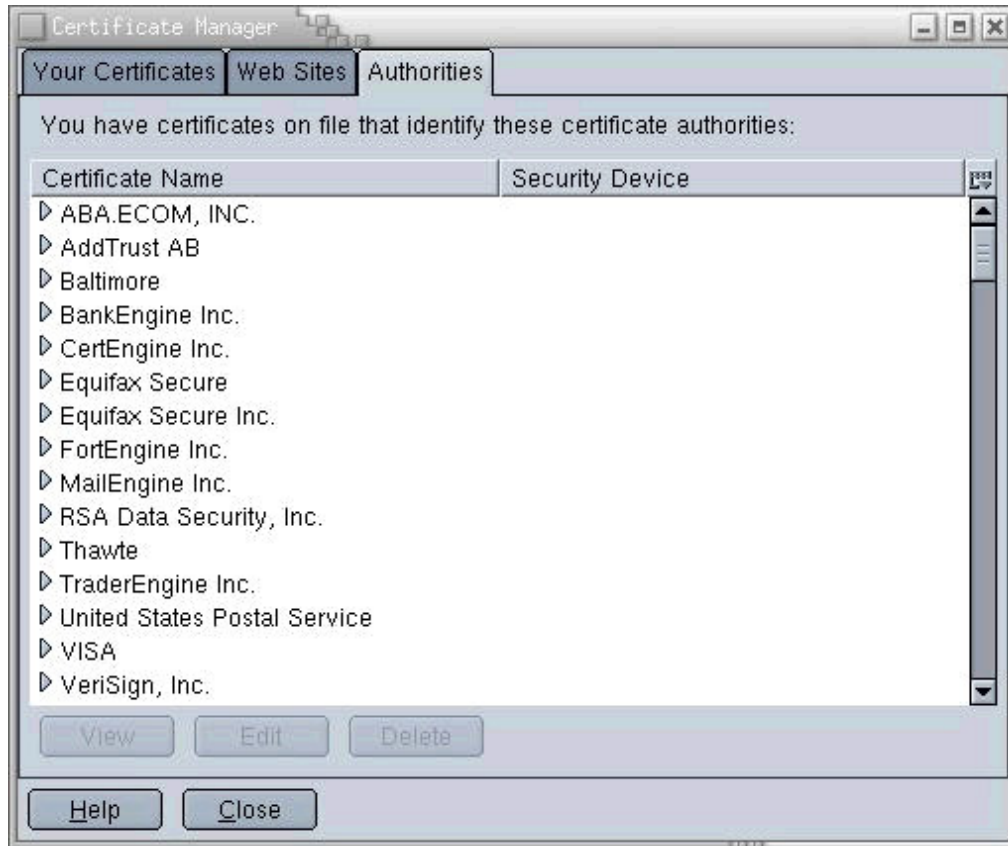 Certificate Manager
Your Certificates Web Sites Authorities
You have certificates on file that identify these certificate authorities:
Certificate Name Security Device
ABA.ECOM, INC.
AddTrust AB
Baltimore
BankEngine Inc.
CertEngine Inc.
Equifax Secure
Equifax Secure Inc.
FortEngine Inc.
MailEngine Inc.
RSA Data Security, Inc.
Thawte
TraderEngine Inc.
United States Postal Service
VISA
VeriSign, Inc.
View Edit Delete
Help Close